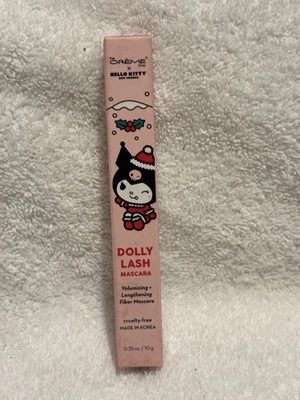 THE
CRÈME
SHOP
X
HELLO KITTY
AND FRIENDS
DOLLY
LASH
MASCARA
Volumizing +
Lengthening
Fiber Mascara
cruelty-free
MADE IN KOREA
0.35 oz / 10 g